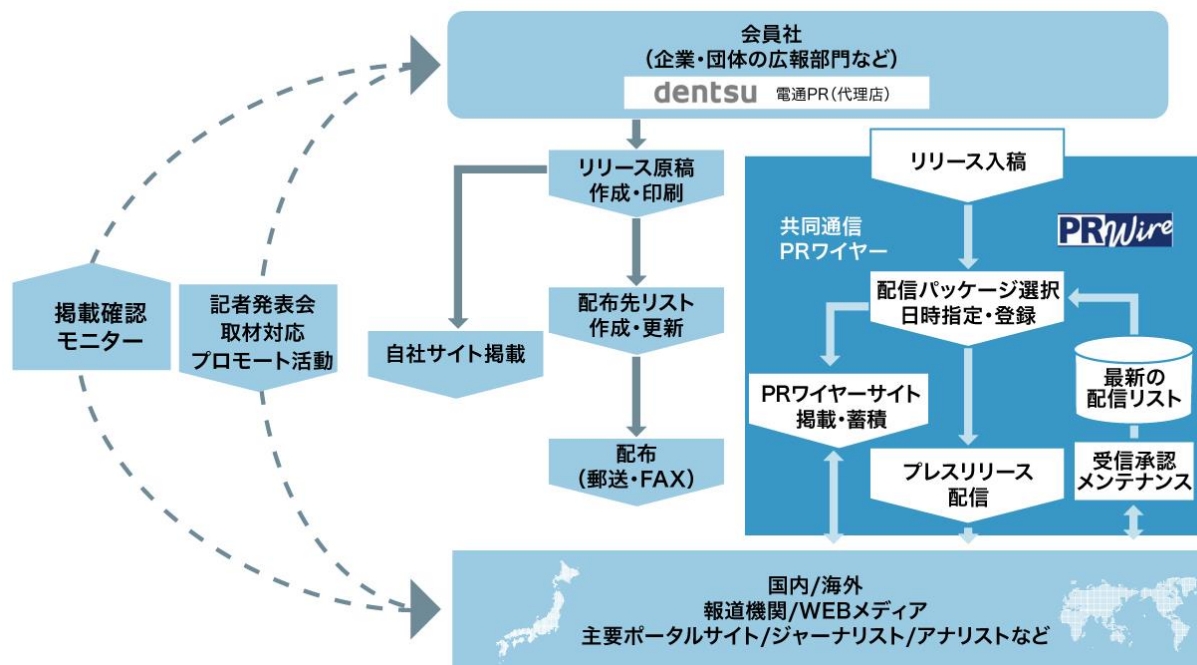 会員社
（企業・団体の広報部門など）
dentsu 電通PR（代理店）
リリース原稿
作成・印刷
リリース入稿
共同通信
PRワイヤー
PRWire
掲載確認
モニター
記者発表会
取材対応
プロモート活動
自社サイト掲載
配布先リスト
作成・更新
配信パッケージ選択
日時指定・登録
PRワイヤーサイト
掲載・蓄積
最新の
配信リスト
配布
（郵送・FAX）
プレスリリース
配信
受信承認
メンテナンス
国内/海外
報道機関/WEBメディア
主要ポータルサイト/ジャーナリスト/アナリストなど